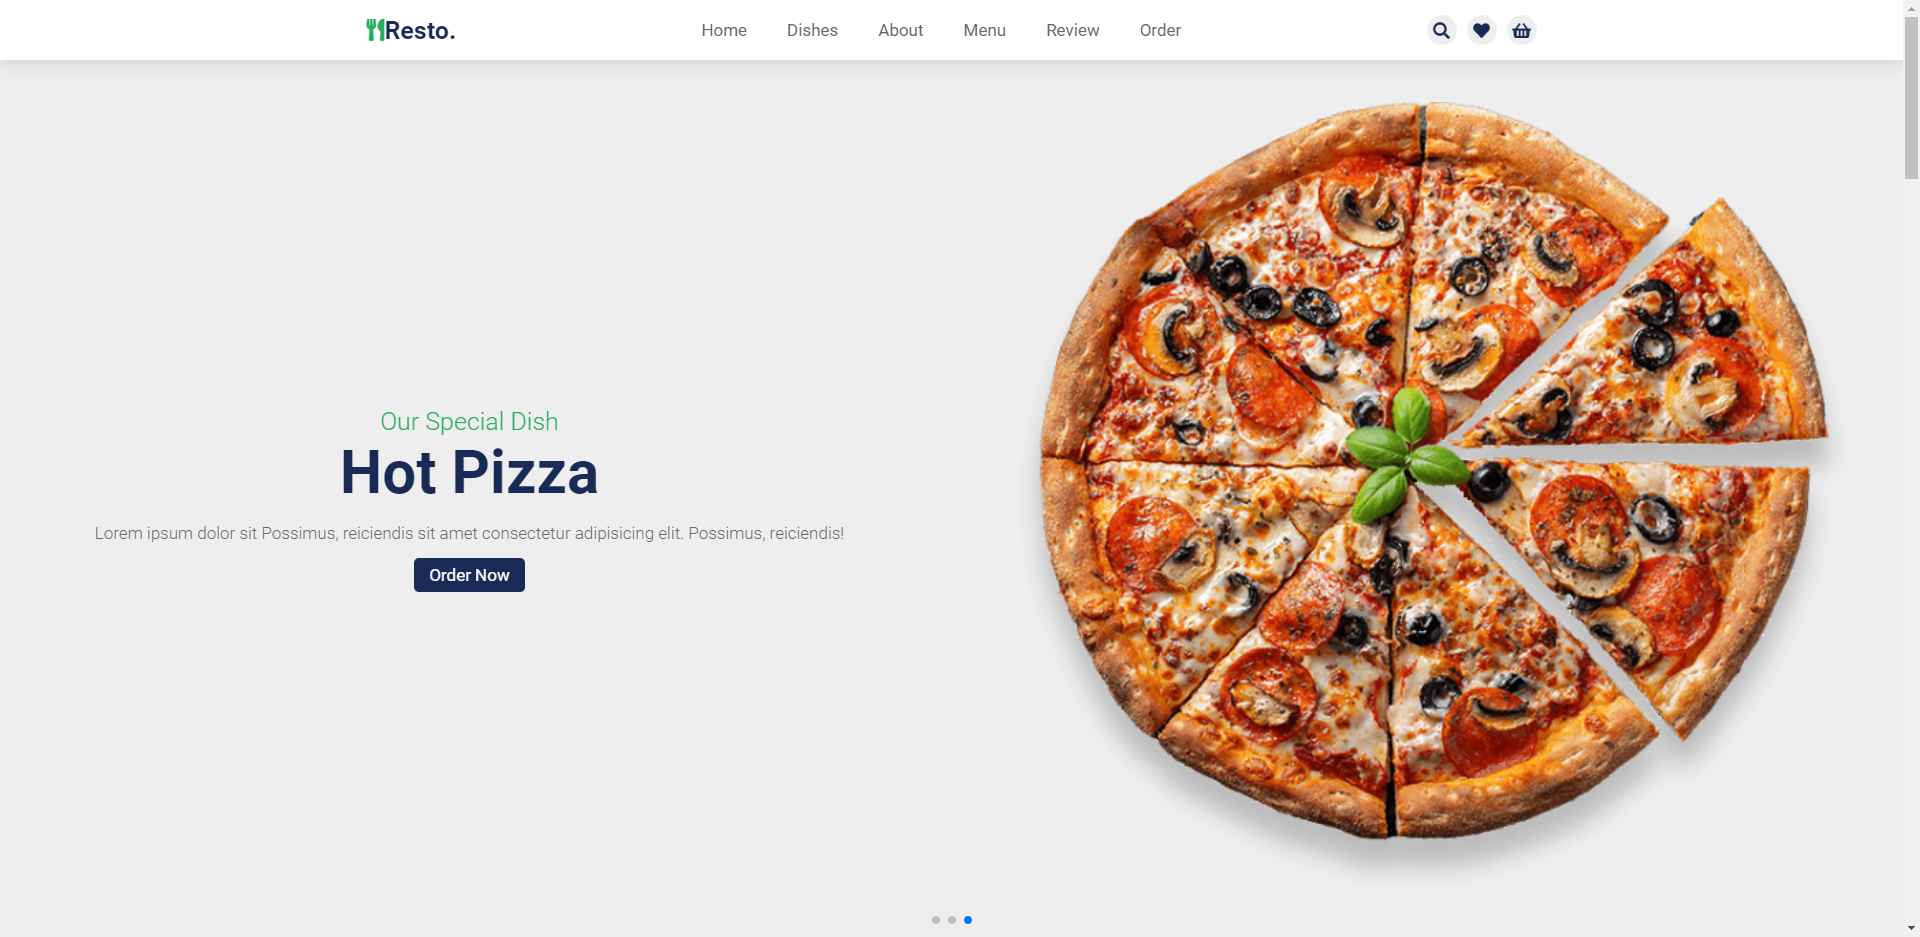 Resto.
Home
Dishes
About
Menu
Review
Order
Our Special Dish
Hot Pizza
Lorem ipsum dolor sit Possimus, reiciendis sit amet consectetur adipisicing elit. Possimus, reiciendis!
Order Now